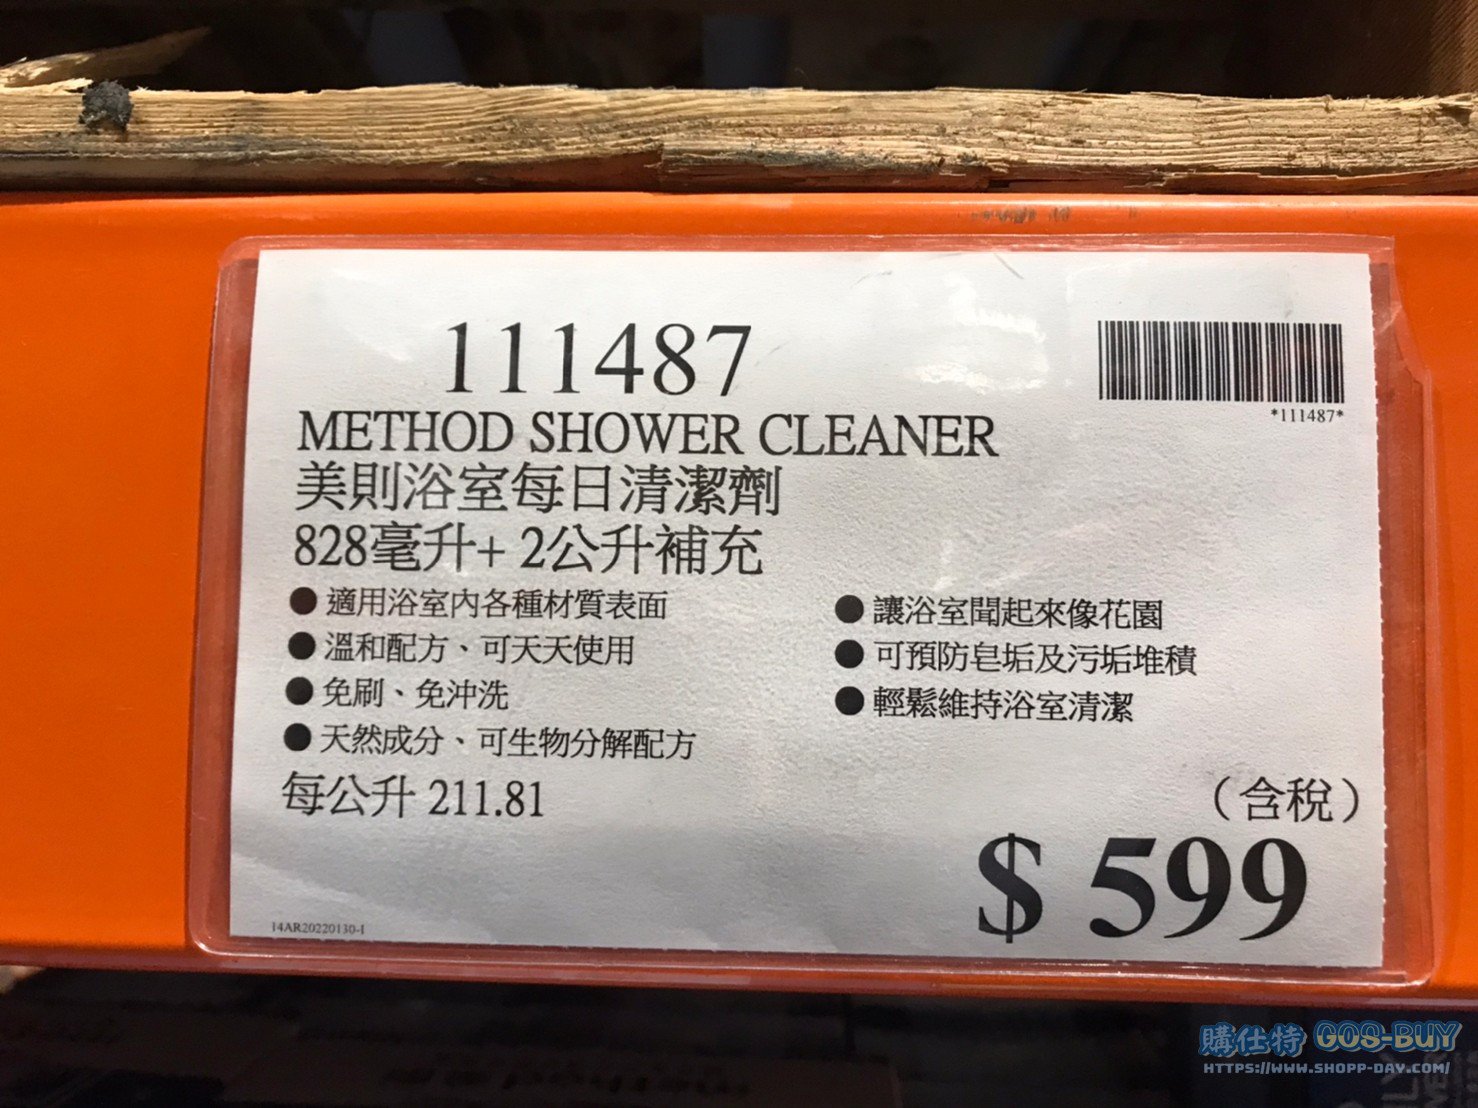 111487
*111487*
METHOD SHOWER CLEANER
美則浴室每日清潔劑
828毫升+ 2公升補充
● 適用浴室內各種材質表面
● 溫和配方、可天天使用
● 免刷、免沖洗
● 天然成分、可生物分解配方
● 讓浴室聞起來像花園
● 可預防皂垢及污垢堆積
● 輕鬆維持浴室清潔
每公升 211.81
（含稅）
$ 599
14AR20220130-1
購仕特 GOS-BUY
HTTPS://WWW.SHOPP-DAY.COM/